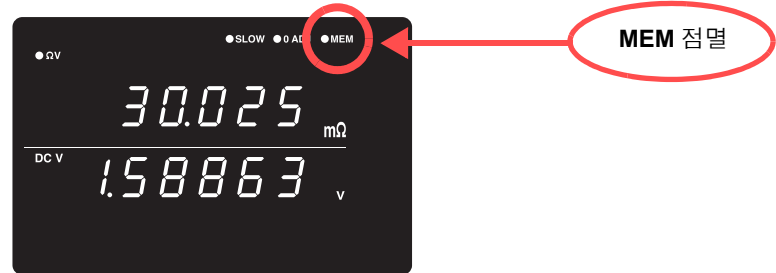 SLOW 0 AD MEM
ΩV
30.025 mΩ
DC V 1.58863 V
MEM 점멸